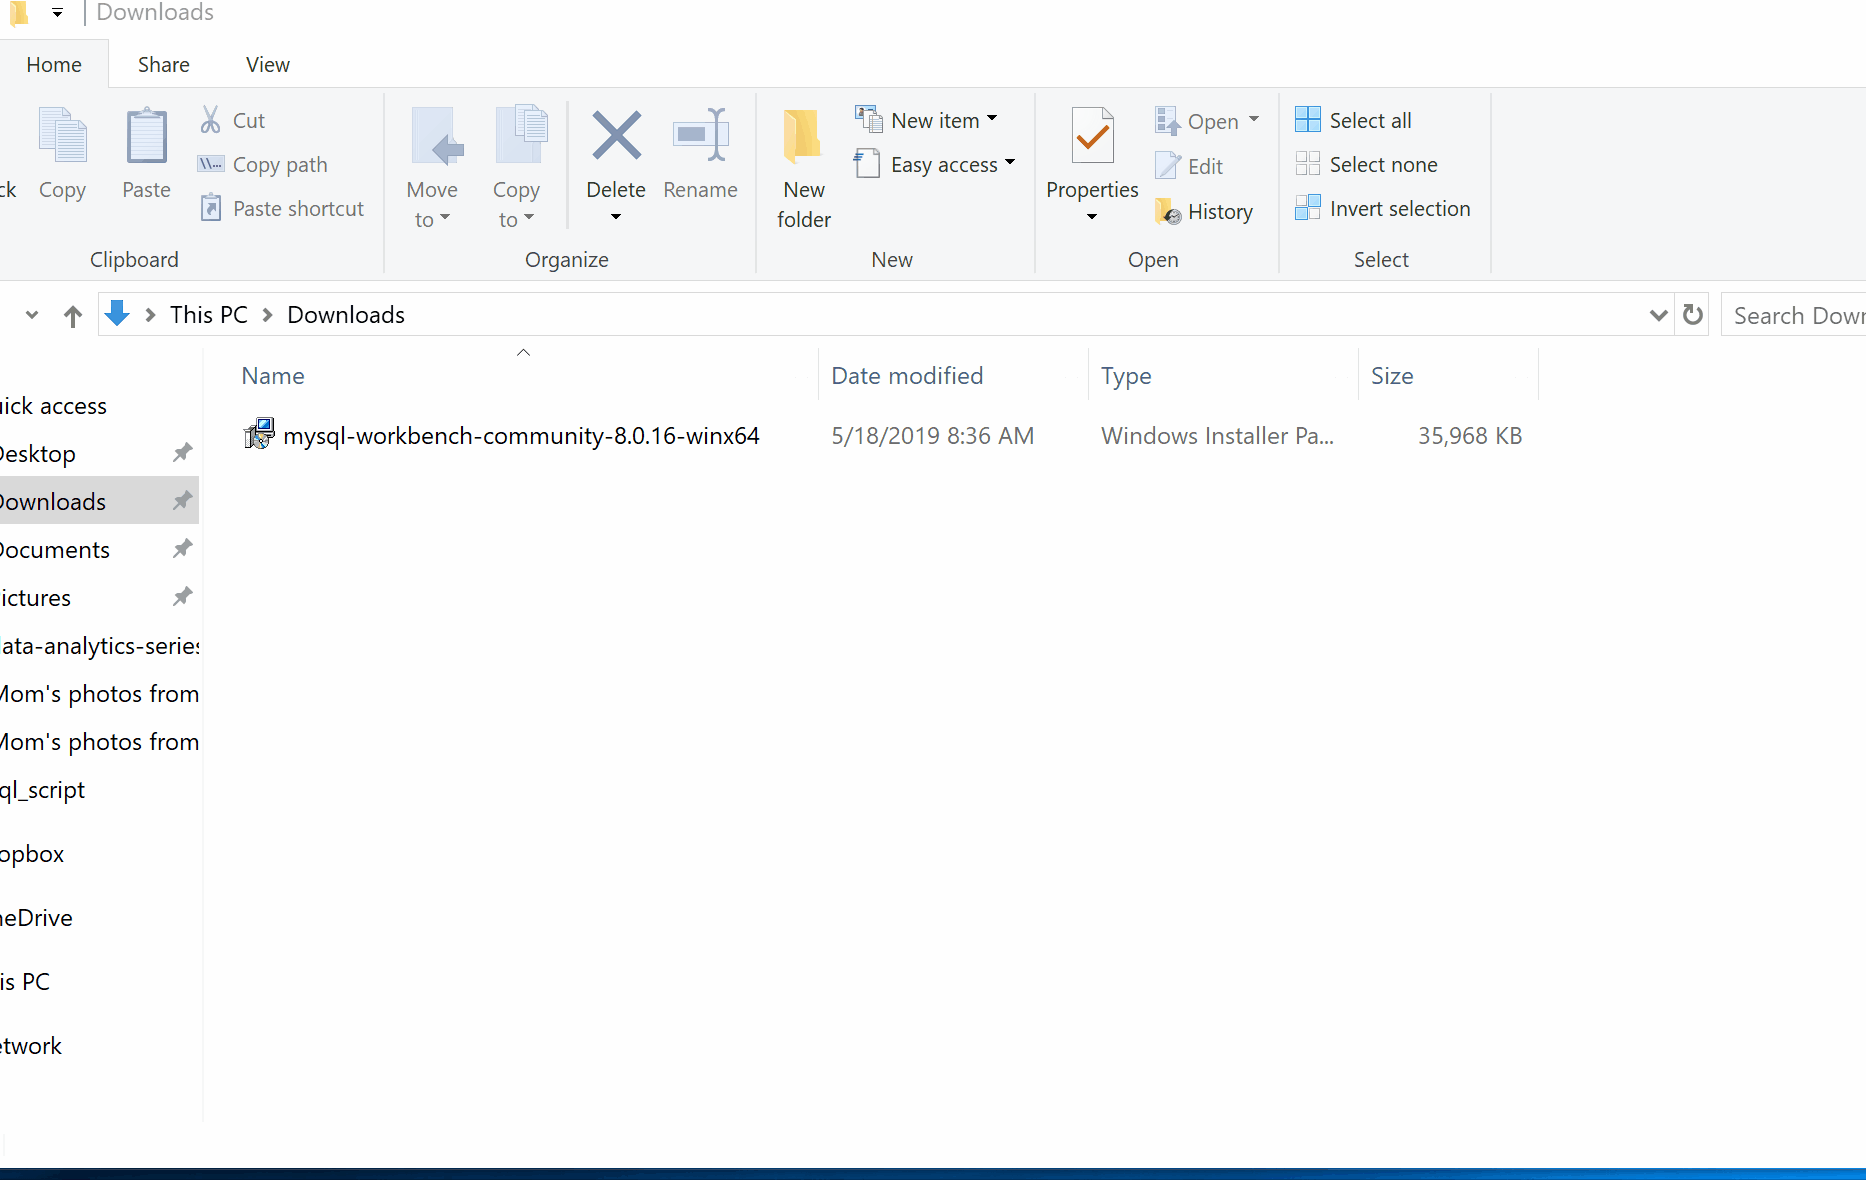 Downloads
Home Share View
ck Copy Paste Cut
Copy path
Paste shortcut
Clipboard
Move to
Copy to
Delete
Rename
Organize
New folder
New item
Easy access
New
Properties
Open
Edit
History
Open
Select all
Select none
Invert selection
Select
This PC > Downloads
Search Dow
Name Date modified Type Size
mysql-workbench-community-8.0.16-winx64 5/18/2019 8:36 AM Windows Installer Pa... 35,968 KB
ick access
Desktop
Downloads
Documents
ictures
ata-analytics-series
Mom's photos from
Mom's photos from
ql_script
opbox
neDrive
is PC
etwork